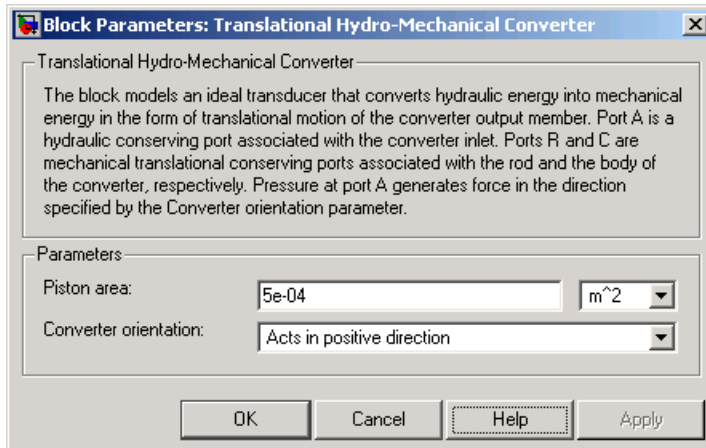 Block Parameters: Translational Hydro-Mechanical Converter
Translational Hydro-Mechanical Converter
The block models an ideal transducer that converts hydraulic energy into mechanical
energy in the form of translational motion of the converter output member. Port A is a
hydraulic conserving port associated with the converter inlet. Ports R and C are
mechanical translational conserving ports associated with the rod and the body of
the converter, respectively. Pressure at port A generates force in the direction
specified by the Converter orientation parameter.
Parameters
Piston area: 5e-04 m^2
Converter orientation: Acts in positive direction
OK Cancel Help Apply